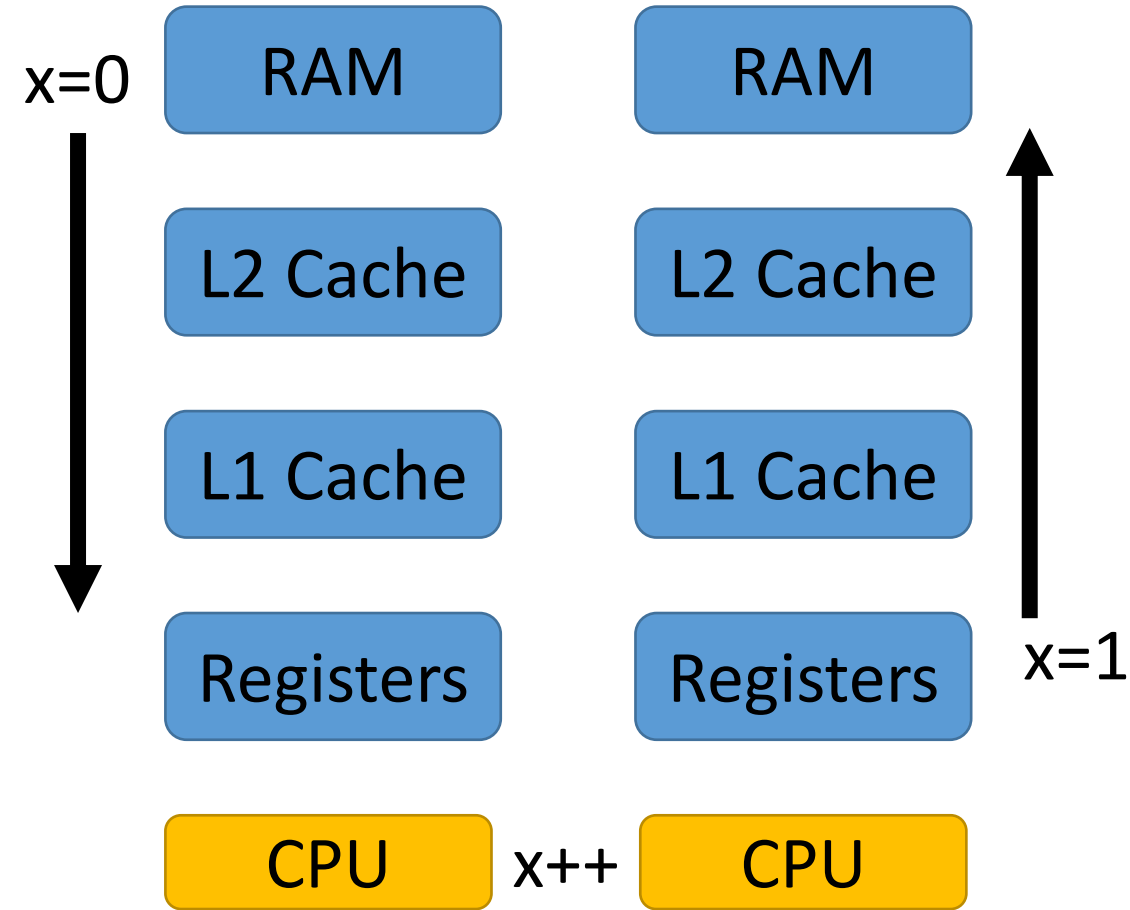 x=0
RAM
RAM
L2 Cache
L2 Cache
L1 Cache
L1 Cache
Registers
Registers
x=1
CPU
x++
CPU